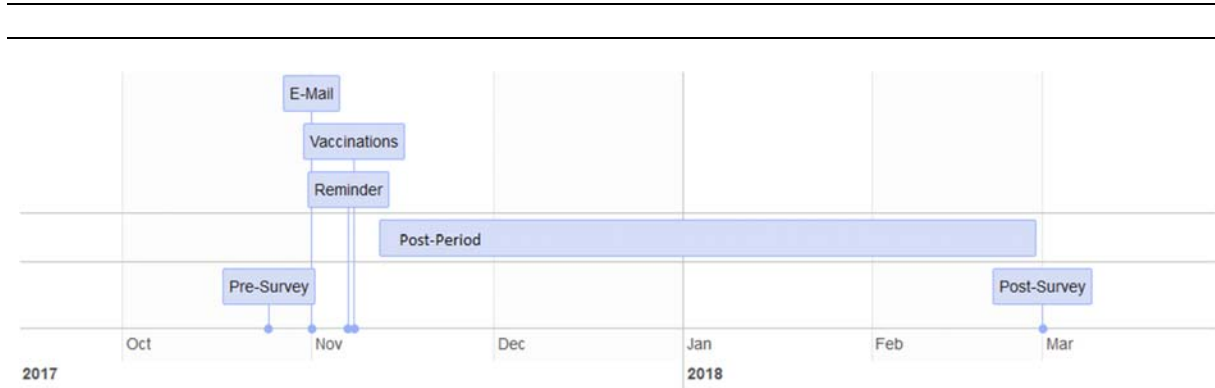 E-Mail
Vaccinations
Reminder
Post-Period
Pre-Survey
Post-Survey
Oct
Nov
Dec
Jan
Feb
Mar
2017
2018